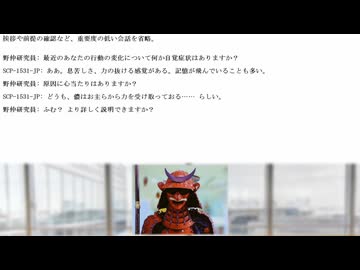 挨拶や前提の確認など、重要度の低い会話を省略。
野仲研究員: 最近のあなたの行動の変化について何か自覚症状はありますか?
SCP-1531-JP: ああ。息苦しさ、力の抜ける感覚がある。記憶が飛んでいることも多い。
野仲研究員: 原因に心当たりはありますか?
SCP-1531-JP: どうも、儂はお主らから力を受け取っておる…… らしい。
野仲研究員: ふむ? より詳しく説明できますか?